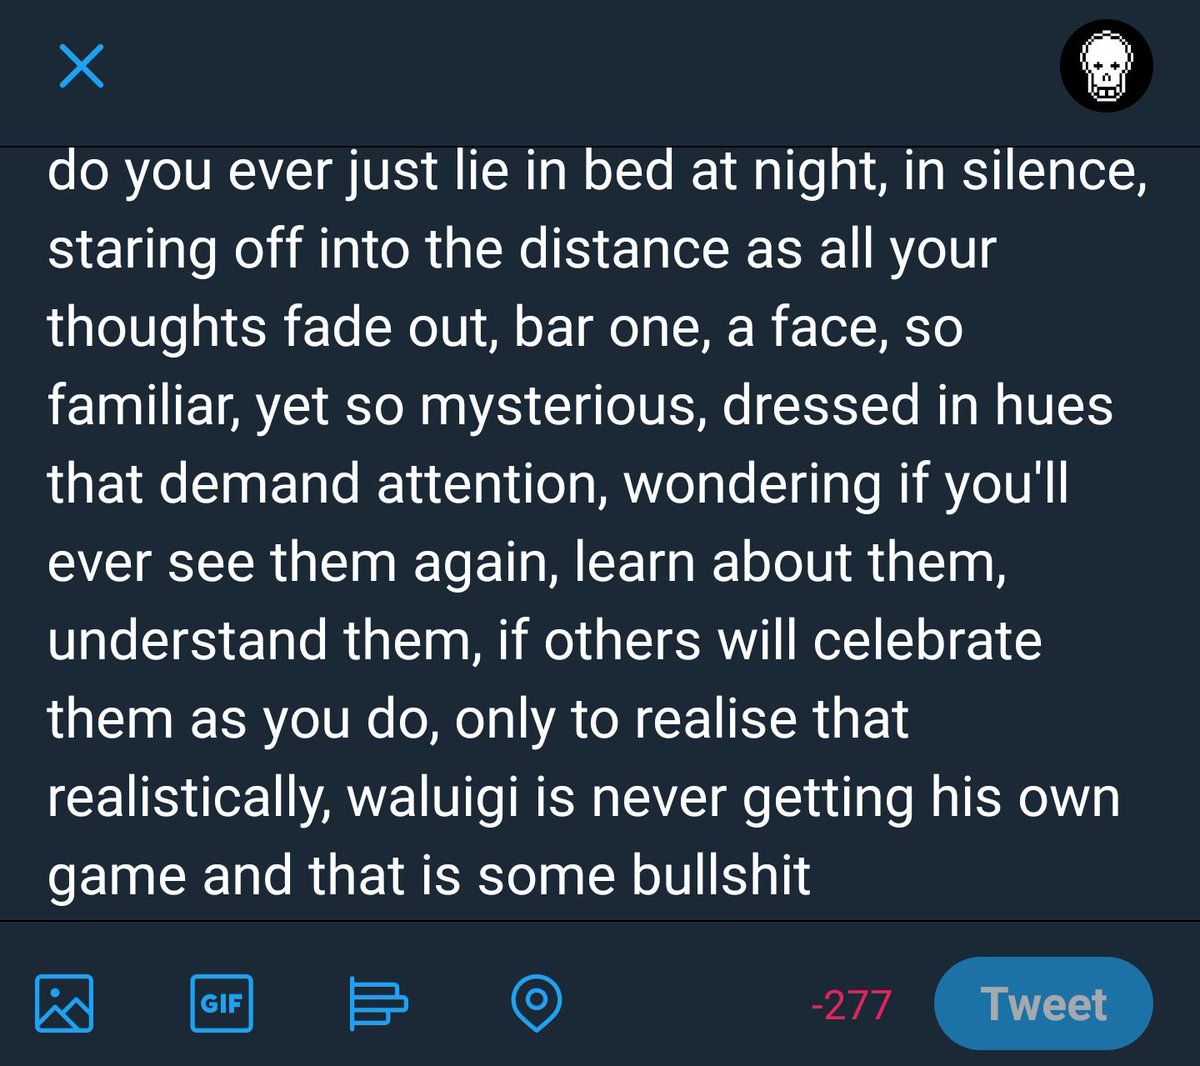 do you ever just lie in bed at night, in silence,
staring off into the distance as all your
thoughts fade out, bar one, a face, so
familiar, yet so mysterious, dressed in hues
that demand attention, wondering if you'll
ever see them again, learn about them,
understand them, if others will celebrate
them as you do, only to realise that
realistically, waluigi is never getting his own
game and that is some bullshit
GIF
-277
Tweet